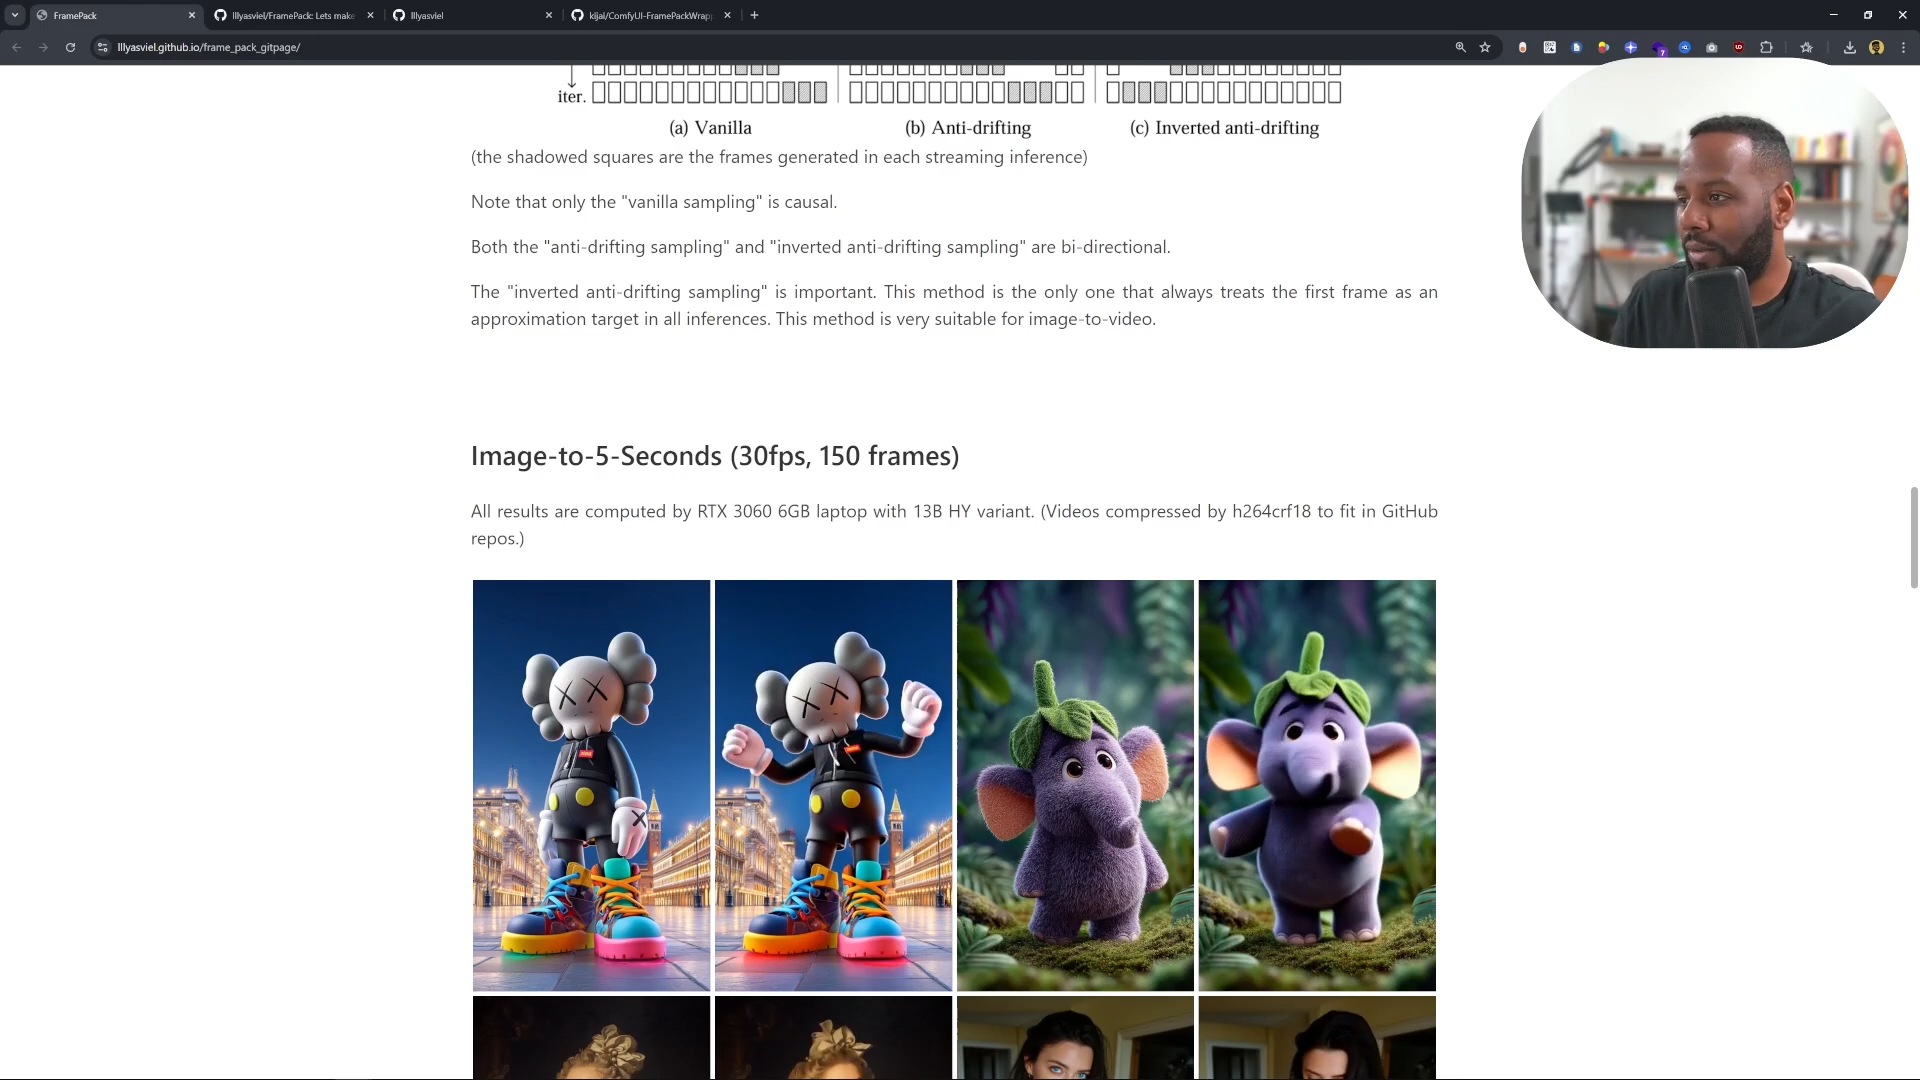 FramePack
lllyasviel/FramePack: Lets make
lllyasviel
kijai/ComfyUI-FramePackWrapp
lllyasviel.github.io/frame_pack_gitpage/
iter.
(a) Vanilla
(b) Anti-drifting
(c) Inverted anti-drifting
(the shadowed squares are the frames generated in each streaming inference)
Note that only the "vanilla sampling" is causal.
Both the "anti-drifting sampling" and "inverted anti-drifting sampling" are bi-directional.
The "inverted anti-drifting sampling" is important. This method is the only one that always treats the first frame as an
approximation target in all inferences. This method is very suitable for image-to-video.
Image-to-5-Seconds (30fps, 150 frames)
All results are computed by RTX 3060 6GB laptop with 13B HY variant. (Videos compressed by h264crf18 to fit in GitHub
repos.)